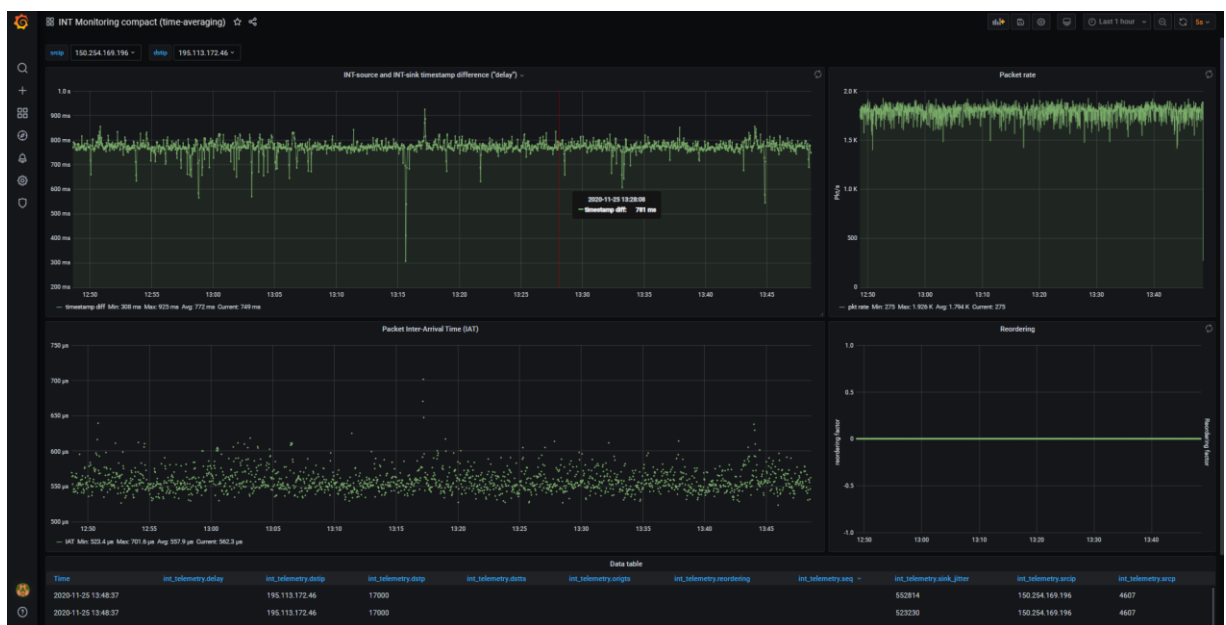 INT Monitoring compact (time-averaging)
Last 1 hour
5s
srcip 150.254.169.196 dstip 195.113.172.46
INT-source and INT-sink timestamp difference ("delay")
1.0 s
900 ms
800 ms
700 ms
600 ms
500 ms
400 ms
300 ms
200 ms
2020-11-25 13:28:08
timestamp diff: 781 ms
12:50 12:55 13:00 13:05 13:10 13:15 13:20 13:25 13:30 13:35 13:40 13:45
timestamp diff Min: 308 ms Max: 925 ms Avg: 772 ms Current: 749 ms
Packet rate
2.0 K
1.5 K
1.0 K
500
0
Pkt/s
12:50 13:00 13:10 13:20 13:30 13:40
pkt rate Min: 275 Max: 1.926 K Avg: 1.794 K Current: 275
Packet Inter-Arrival Time (IAT)
750 µs
700 µs
650 µs
600 µs
550 µs
500 µs
12:50 12:55 13:00 13:05 13:10 13:15 13:20 13:25 13:30 13:35 13:40 13:45
IAT Min: 523.4 µs Max: 701.6 µs Avg: 557.9 µs Current: 562.3 µs
Reordering
1.0
0.5
0
-0.5
-1.0
reordering factor
Reordering factor
12:50 13:00 13:10 13:20 13:30 13:40
Data table
Time int_telemetry.delay int_telemetry.dstip int_telemetry.dstp int_telemetry.dstts int_telemetry.origts int_telemetry.reordering int_telemetry.seq int_telemetry.sink_jitter int_telemetry.srcip int_telemetry.srcp
2020-11-25 13:48:37 195.113.172.46 17000 552814 150.254.169.196 4607
2020-11-25 13:48:37 195.113.172.46 17000 523230 150.254.169.196 4607